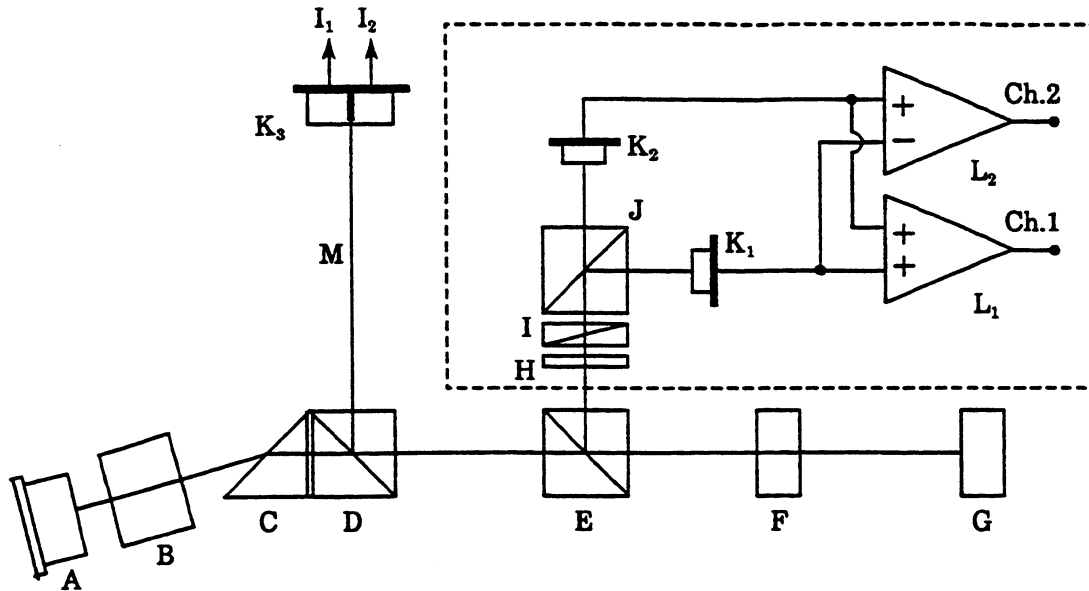 I₁ I₂
K₃
M
K₂
J
K₁
I
H
+
−
Ch.2
L₂
+
+
Ch.1
L₁
A
B
C
D
E
F
G